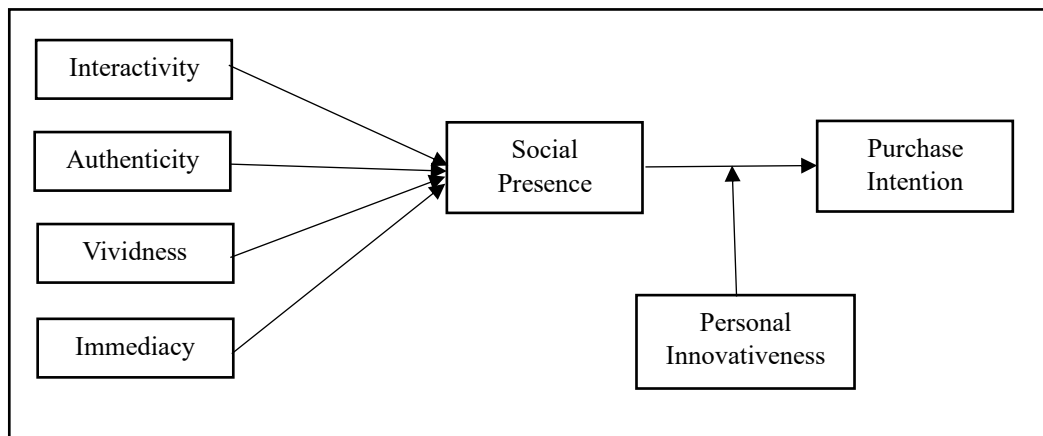 Interactivity
Authenticity
Vividness
Immediacy
Social
Presence
Purchase
Intention
Personal
Innovativeness